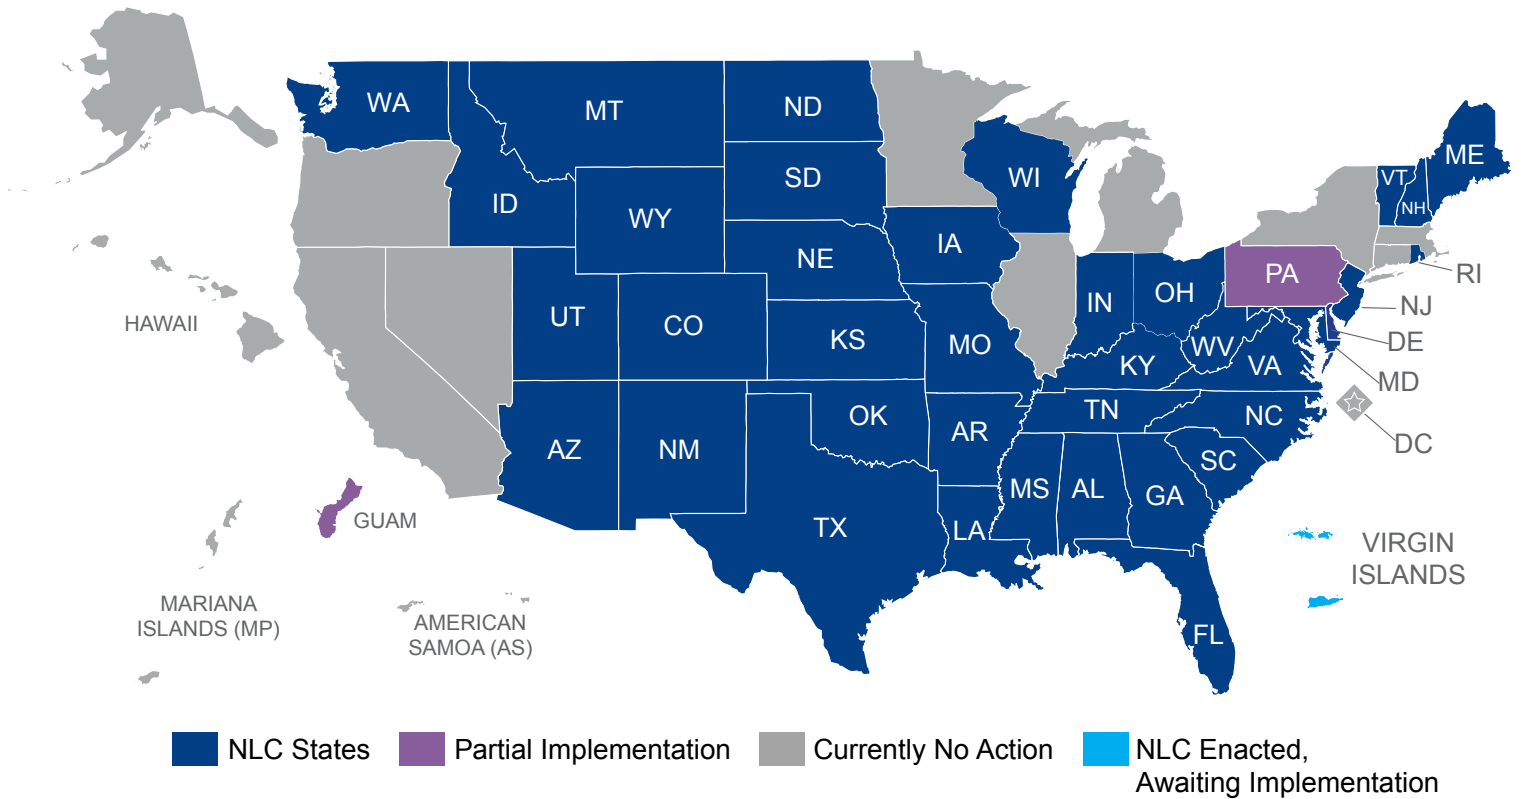 WA
MT
ND
ME
VT
NH
SD
WI
ID
WY
IA
NE
PA
RI
IN
OH
NJ
HAWAII
UT
CO
KS
MO
WV
DE
KY
VA
MD
TN
NC
OK
AR
DC
AZ
NM
SC
MS
AL
GA
GUAM
TX
LA
VIRGIN
ISLANDS
MARIANA
ISLANDS (MP)
AMERICAN
SAMOA (AS)
FL
NLC States
Partial Implementation
Currently No Action
NLC Enacted,
Awaiting Implementation